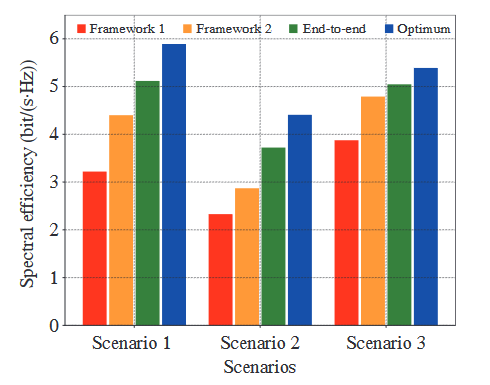 Framework 1 Framework 2 End-to-end Optimum
Spectral efficiency (bit/(s·Hz))
6
5
4
3
2
1
0
Scenario 1 Scenario 2 Scenario 3
Scenarios